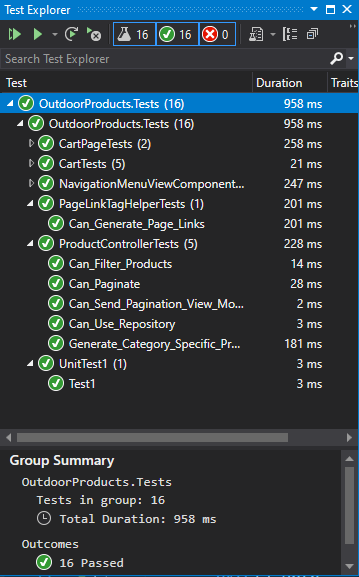 Test Explorer
16 16 0
Search Test Explorer
Test Duration Traits
OutdoorProducts.Tests (16) 958 ms
OutdoorProducts.Tests (16) 958 ms
CartPageTests (2) 258 ms
CartTests (5) 21 ms
NavigationMenuViewComponent... 247 ms
PageLinkTagHelperTests (1) 201 ms
Can_Generate_Page_Links 201 ms
ProductControllerTests (5) 228 ms
Can_Filter_Products 14 ms
Can_Paginate 28 ms
Can_Send_Pagination_View_Mo... 2 ms
Can_Use_Repository 3 ms
Generate_Category_Specific_Pr... 181 ms
UnitTest1 (1) 3 ms
Test1 3 ms
Group Summary
OutdoorProducts.Tests
Tests in group: 16
Total Duration: 958 ms
Outcomes
16 Passed